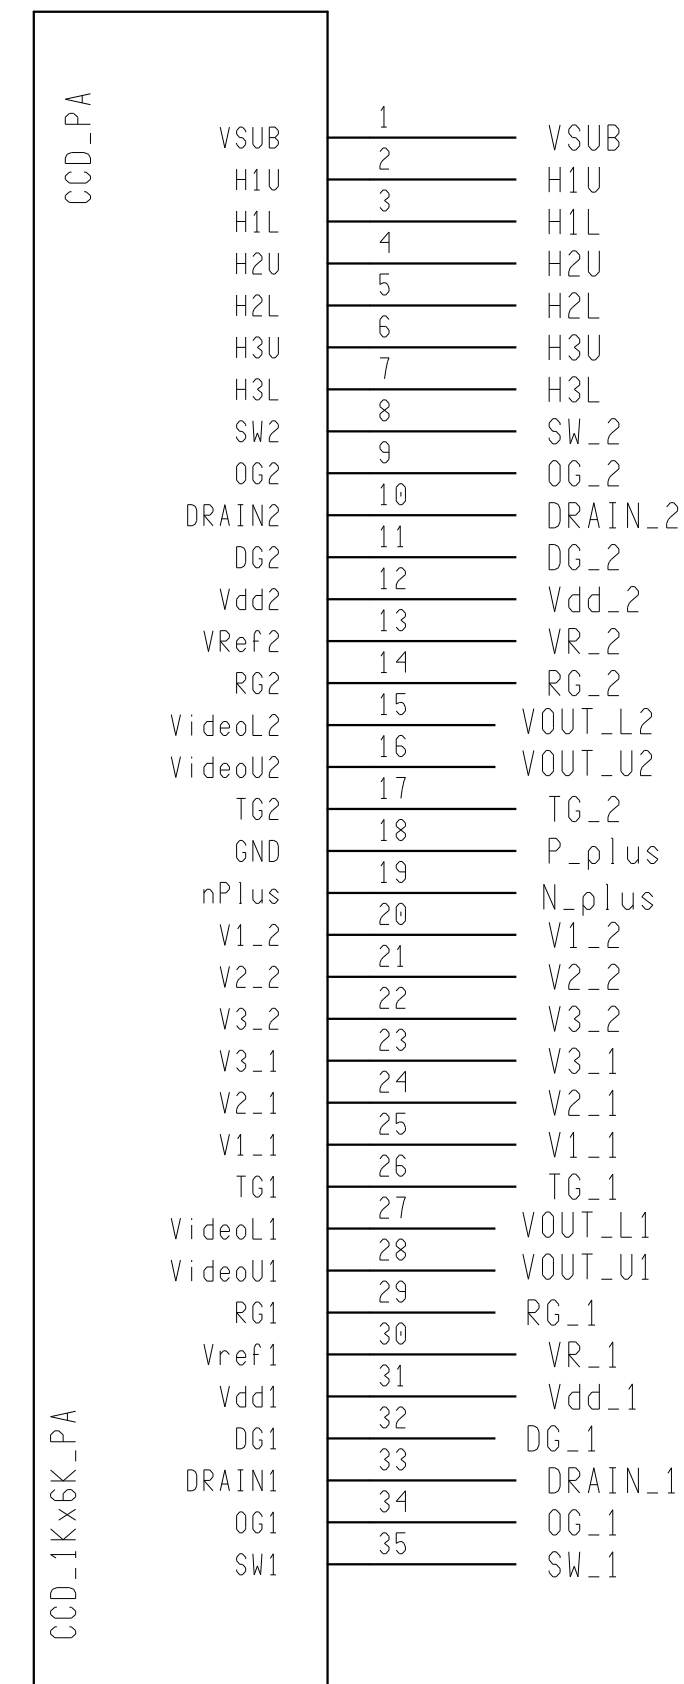 CCD_PA
VSUB 1 VSUB
H1U 2 H1U
H1L 3 H1L
H2U 4 H2U
H2L 5 H2L
H3U 6 H3U
H3L 7 H3L
SW2 8 SW_2
OG2 9 OG_2
DRAIN2 10 DRAIN_2
DG2 11 DG_2
Vdd2 12 Vdd_2
VRef2 13 VR_2
RG2 14 RG_2
VideoL2 15 VOUT_L2
VideoU2 16 VOUT_U2
TG2 17 TG_2
GND 18 P_plus
nPlus 19 N_plus
V1_2 20 V1_2
V2_2 21 V2_2
V3_2 22 V3_2
V3_1 23 V3_1
V2_1 24 V2_1
V1_1 25 V1_1
TG1 26 TG_1
VideoL1 27 VOUT_L1
VideoU1 28 VOUT_U1
RG1 29 RG_1
Vref1 30 VR_1
Vdd1 31 Vdd_1
DG1 32 DG_1
DRAIN1 33 DRAIN_1
OG1 34 OG_1
SW1 35 SW_1
CCD_1Kx6K_PA